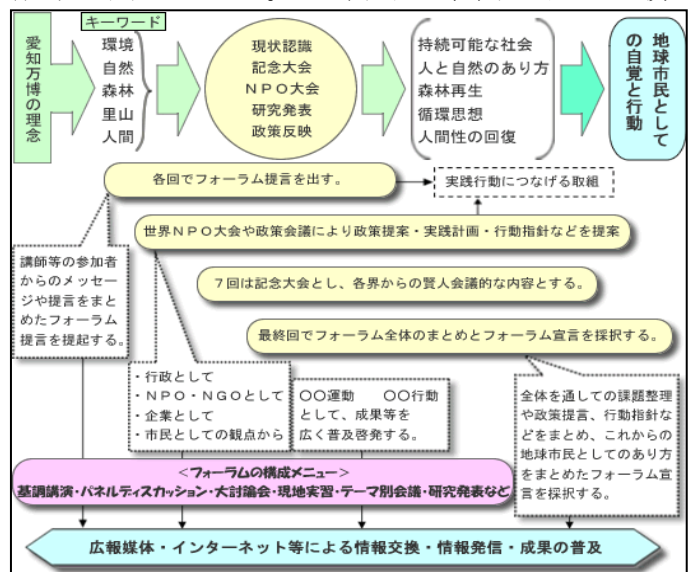 キーワード
愛知万博の理念
環境
自然
森林
里山
人間
現状認識
記念大会
NPO大会
研究発表
政策反映
持続可能な社会
人と自然のあり方
森林再生
循環思想
人間性の回復
地球市民として
の自覚と行動
各回でフォーラム提言を出す。
実践行動につなげる取組
世界NPO大会や政策会議により政策提案・実践計画・行動指針などを提案
講師等の参加者
からのメッセー
ジや提言をまと
めたフォーラム
提言を提起する。
7回は記念大会とし、各界からの賢人会議的な内容とする。
最終回でフォーラム全体のまとめとフォーラム宣言を採択する。
・行政として
・NPO・NGOとして
・企業として
・市民としての観点から
〇〇運動 〇〇行動
として、成果等を
広く普及啓発する。
全体を通しての課題整理
や政策提言、行動指針な
どをまとめ、これからの
地球市民としてのあり方
をまとめたフォーラム宣
言を採択する。
<フォーラムの構成メニュー>
基調講演・パネルディスカッション・大討論会・現地実習・テーマ別会議・研究発表など
広報媒体・インターネット等による情報交換・情報発信・成果の普及